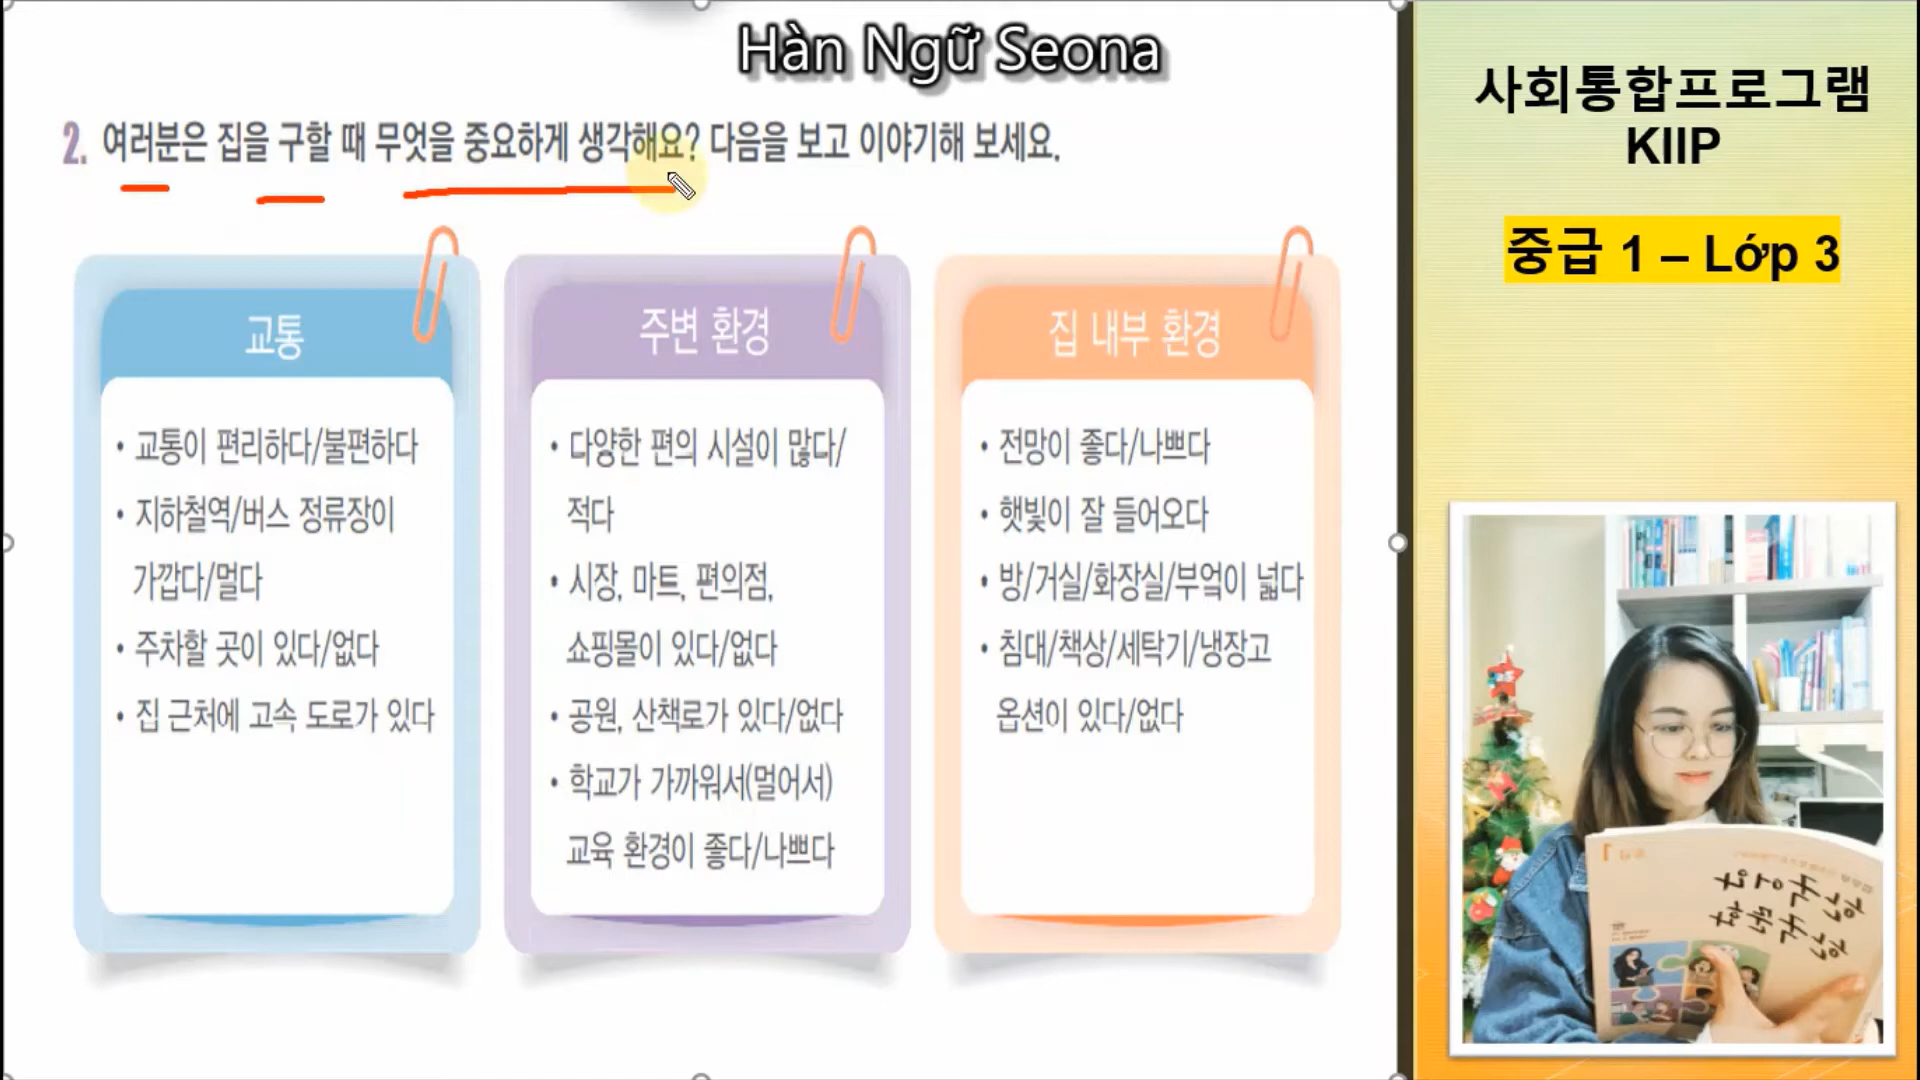 Hàn Ngữ Seona
2. 여러분은 집을 구할 때 무엇을 중요하게 생각해요? 다음을 보고 이야기해 보세요.
교통
• 교통이 편리하다/불편하다
• 지하철역/버스 정류장이
가깝다/멀다
• 주차할 곳이 있다/없다
• 집 근처에 고속 도로가 있다
주변 환경
• 다양한 편의 시설이 많다/
적다
• 시장, 마트, 편의점,
쇼핑몰이 있다/없다
• 공원, 산책로가 있다/없다
• 학교가 가까워서(멀어서)
교육 환경이 좋다/나쁘다
집 내부 환경
• 전망이 좋다/나쁘다
• 햇빛이 잘 들어오다
• 방/거실/화장실/부엌이 넓다
• 침대/책상/세탁기/냉장고
옵션이 있다/없다
사회통합프로그램
KIIP
중급 1 – Lớp 3